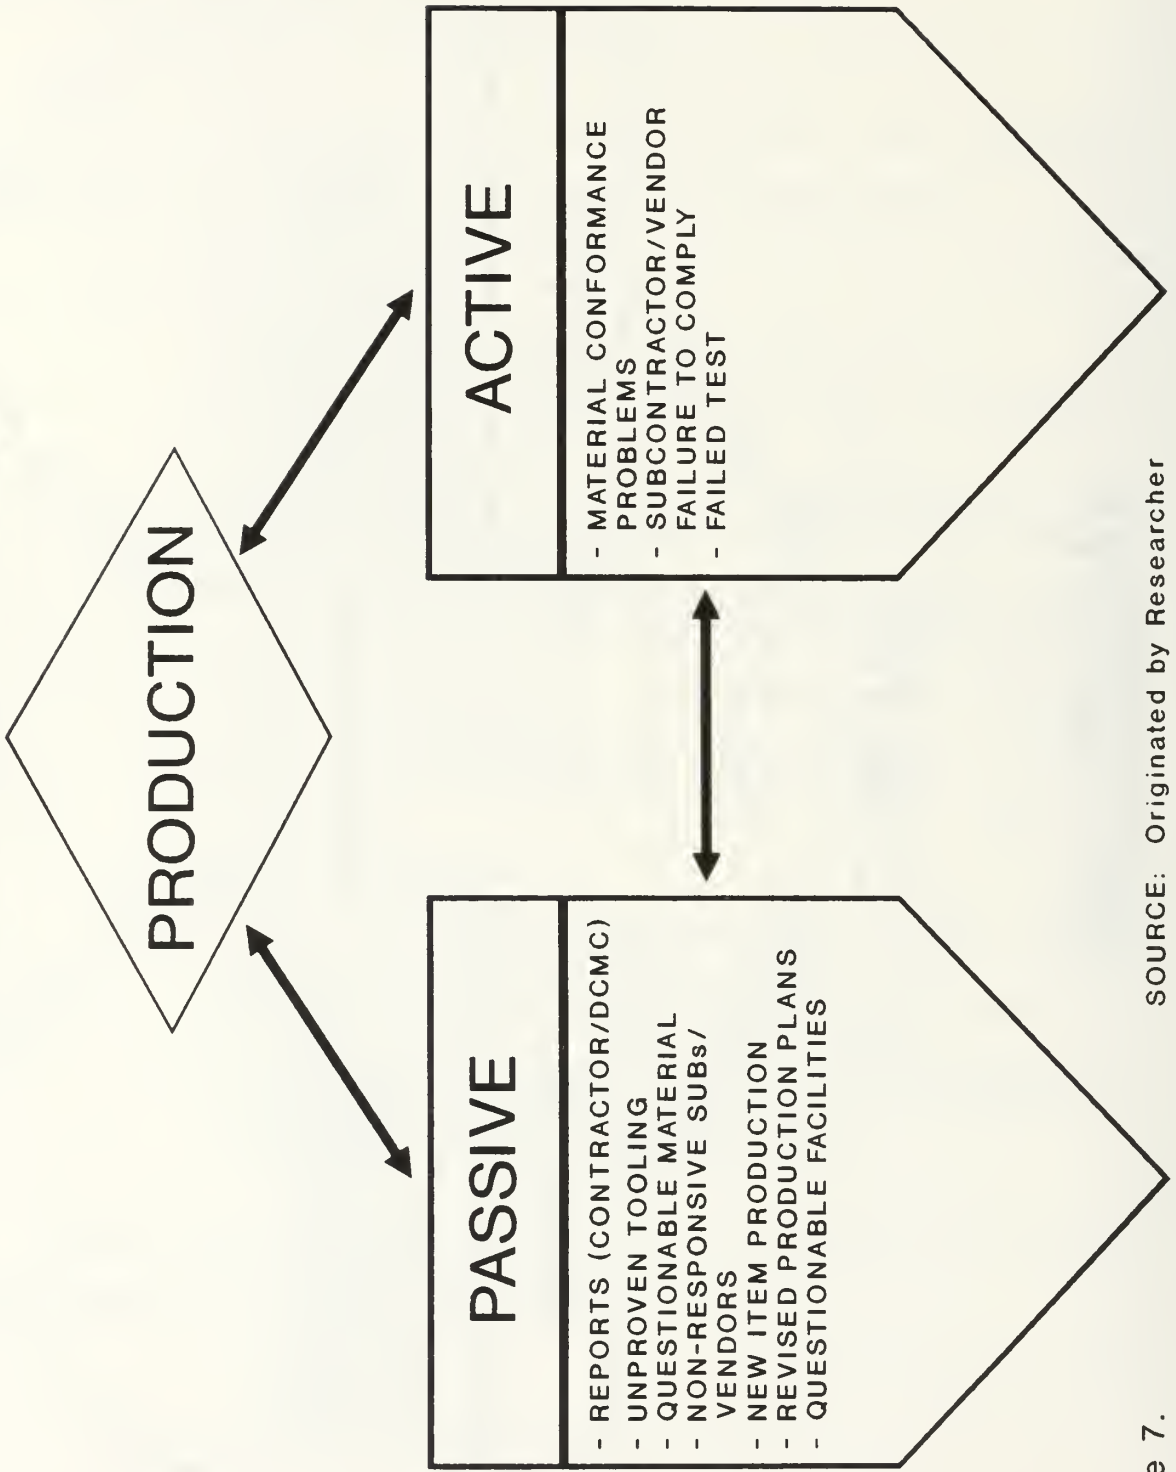 PRODUCTION
PASSIVE
- REPORTS (CONTRACTOR/DCMC)
- UNPROVEN TOOLING
- QUESTIONABLE MATERIAL
- NON-RESPONSIVE SUBs/
VENDORS
- NEW ITEM PRODUCTION
- REVISED PRODUCTION PLANS
- QUESTIONABLE FACILITIES
ACTIVE
- MATERIAL CONFORMANCE
PROBLEMS
- SUBCONTRACTOR/VENDOR
FAILURE TO COMPLY
- FAILED TEST
e 7.
SOURCE: Originated by Researcher